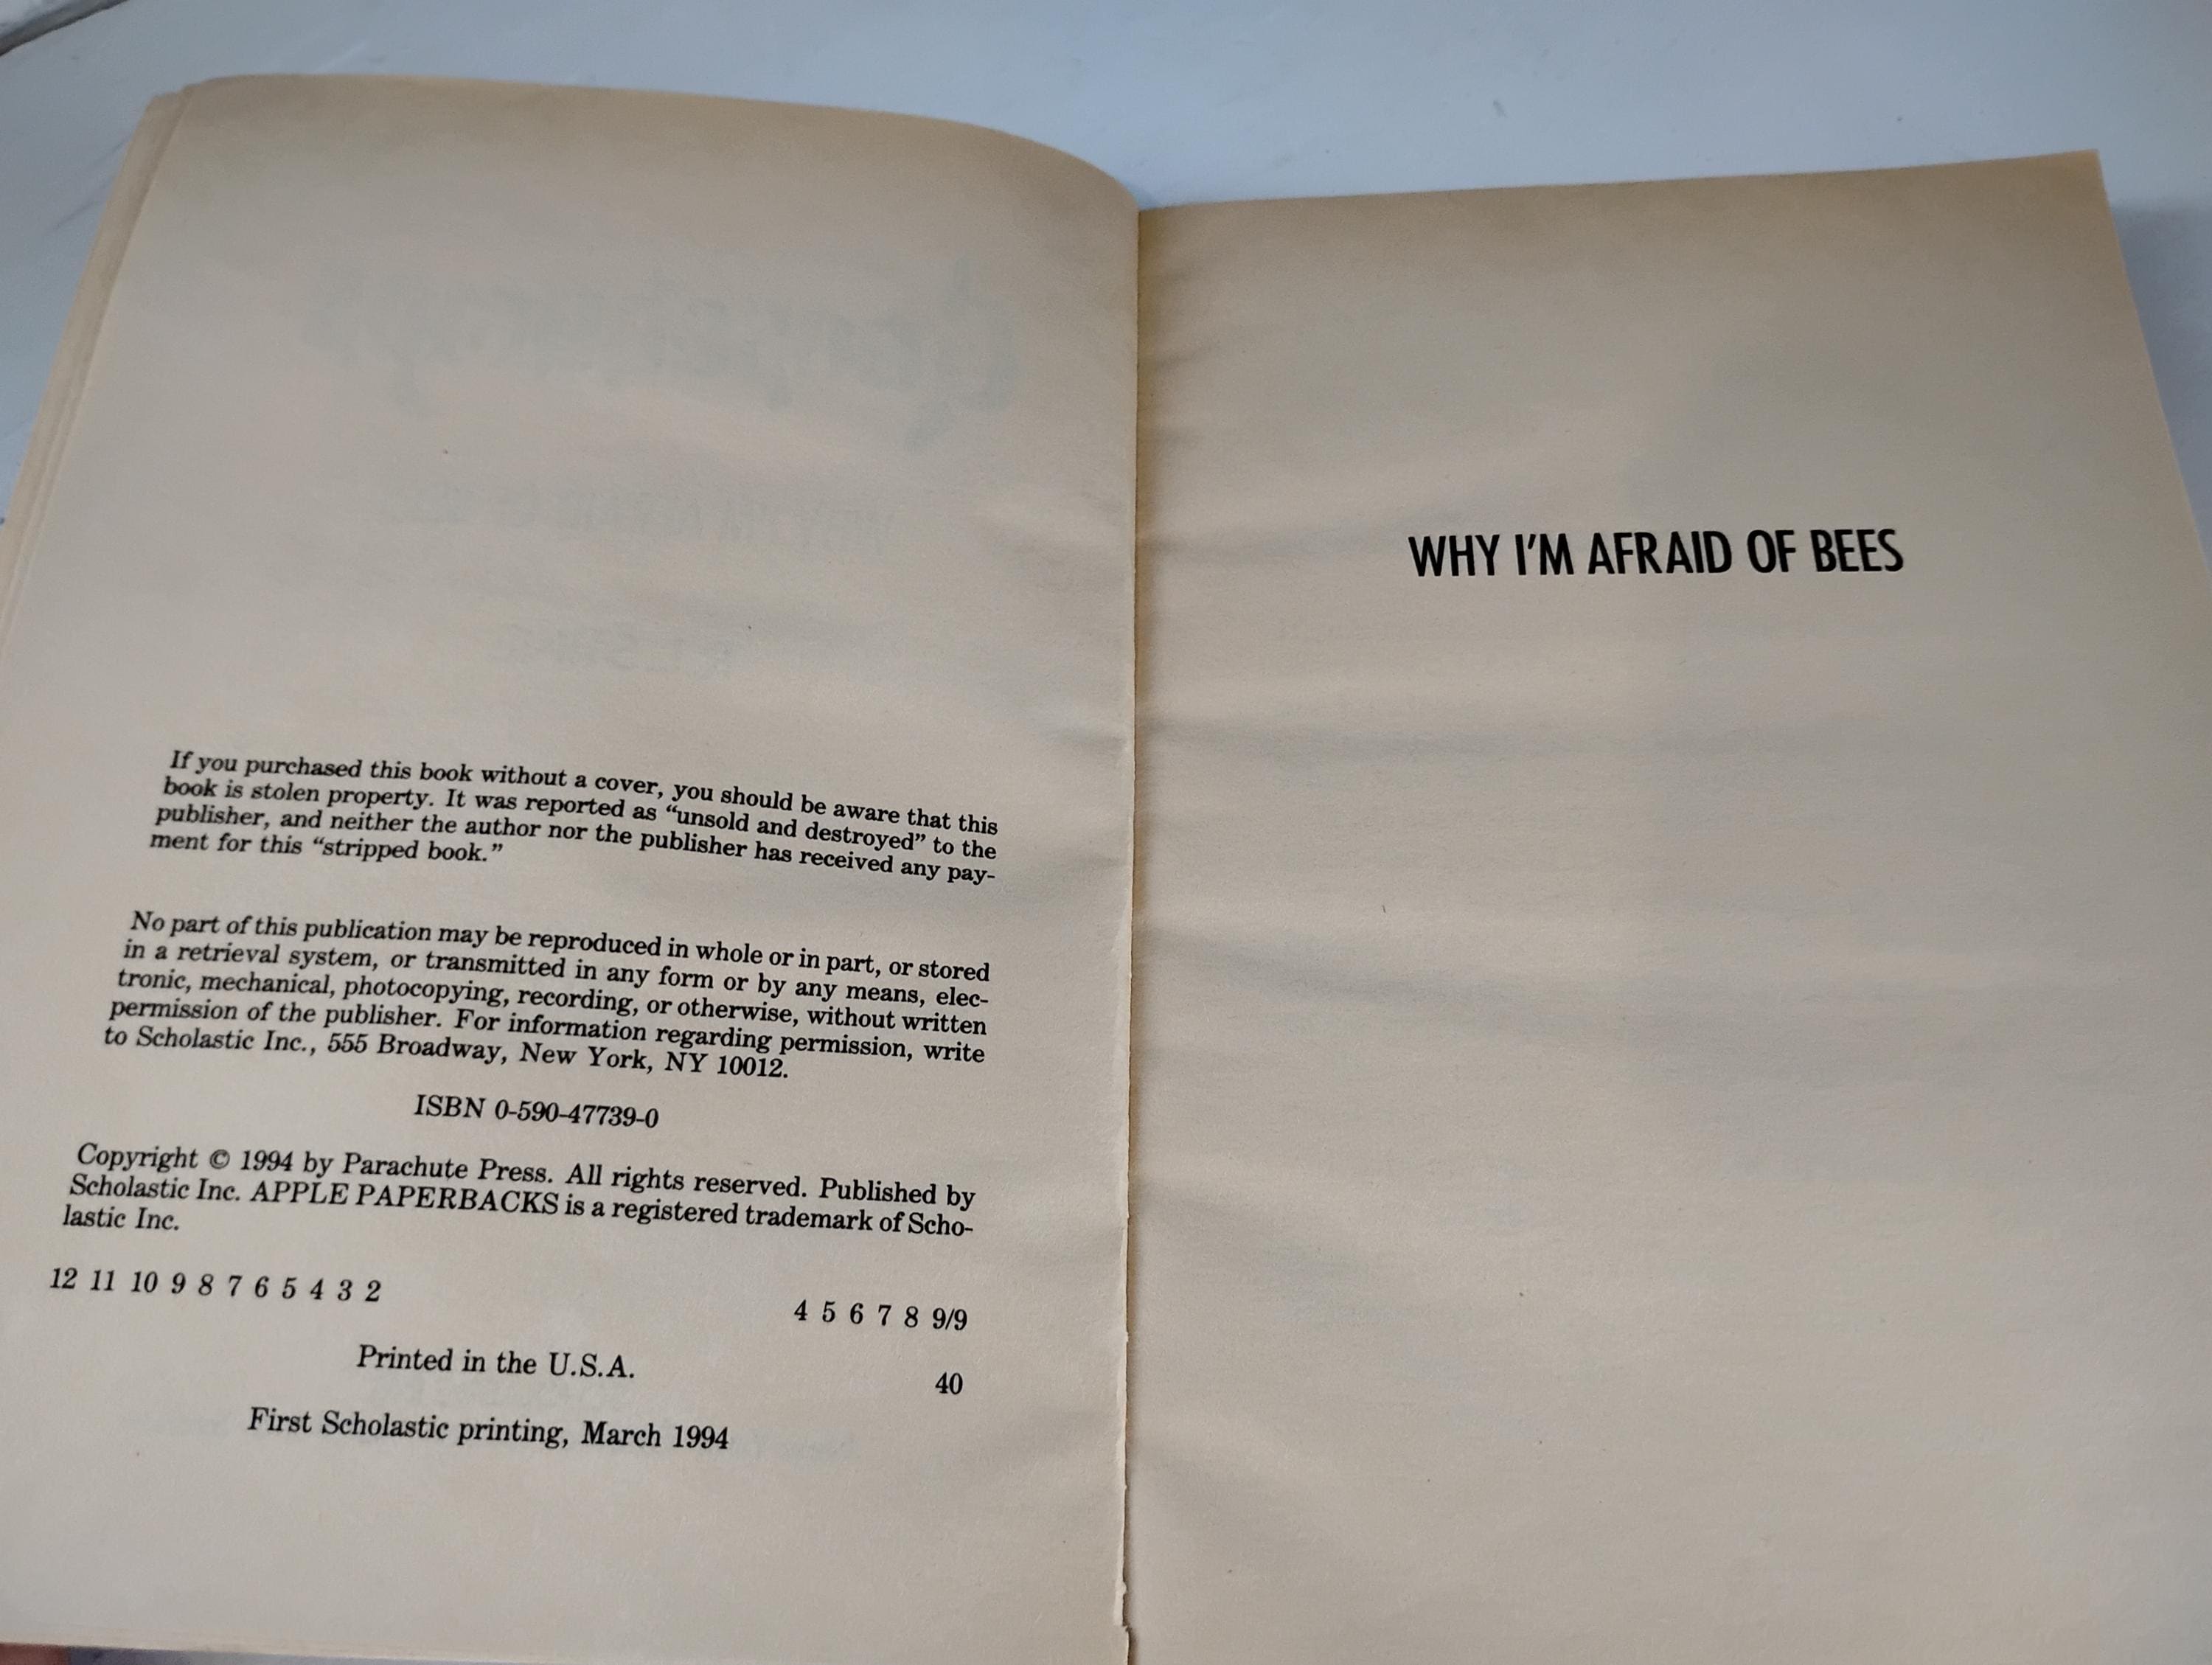 If you purchased this book without a cover, you should be aware that this
book is stolen property. It was reported as “unsold and destroyed” to the
publisher, and neither the author nor the publisher has received any pay-
ment for this “stripped book.”
No part of this publication may be reproduced in whole or in part, or stored
in a retrieval system, or transmitted in any form or by any means, elec-
tronic, mechanical, photocopying, recording, or otherwise, without written
permission of the publisher. For information regarding permission, write
to Scholastic Inc., 555 Broadway, New York, NY 10012.
ISBN 0-590-47739-0
Copyright © 1994 by Parachute Press. All rights reserved. Published by
Scholastic Inc. APPLE PAPERBACKS is a registered trademark of Scho-
lastic Inc.
12 11 10 9 8 7 6 5 4 3 2
4 5 6 7 8 9/9
Printed in the U.S.A.
40
First Scholastic printing, March 1994
WHY I'M AFRAID OF BEES